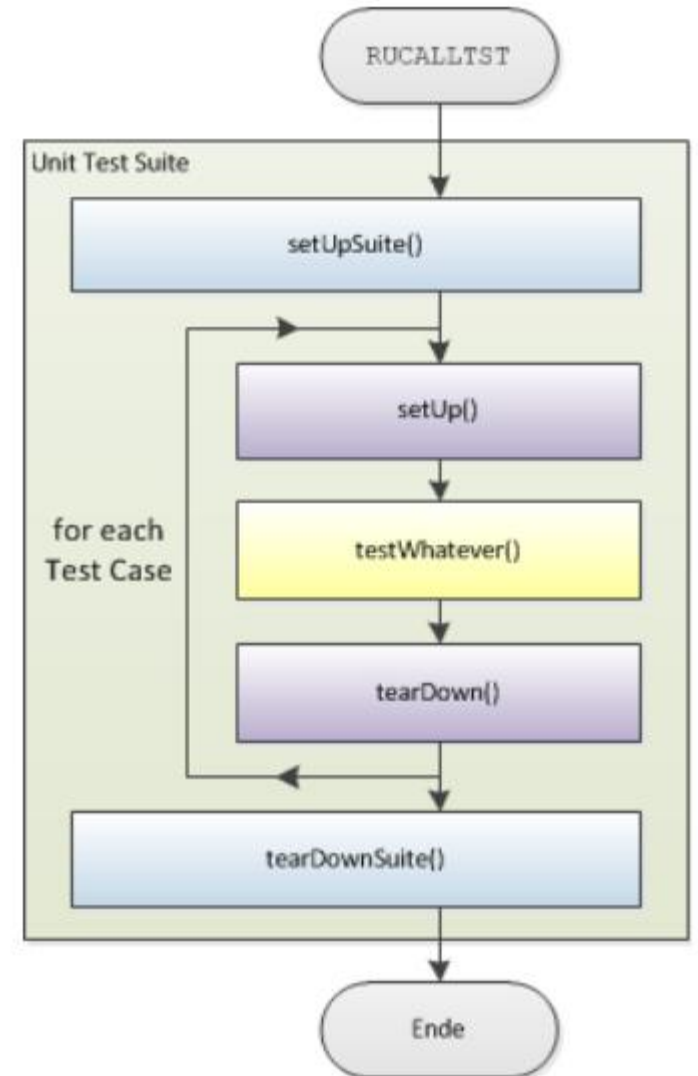 RUCALLTST
Unit Test Suite
setUpSuite()
setUp()
for each
Test Case
testWhatever()
tearDown()
tearDownSuite()
Ende